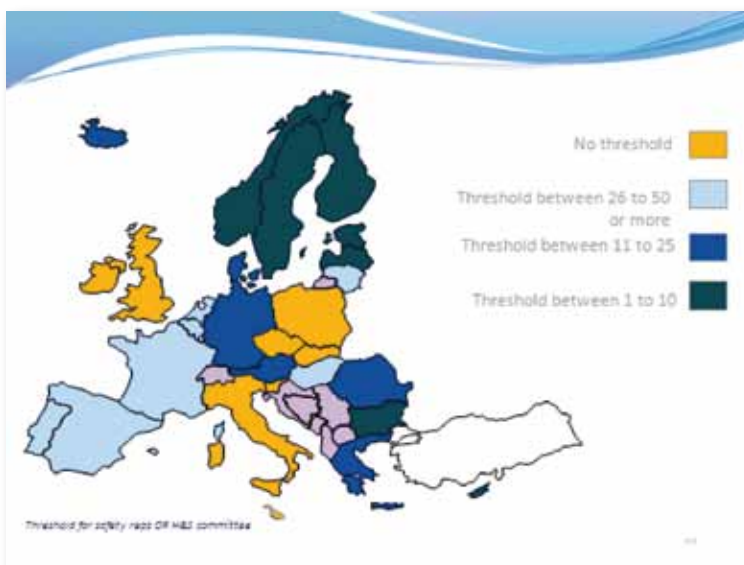 No threshold
Threshold between 26 to 50
or more
Threshold between 11 to 25
Threshold between 1 to 10
Threshold for safety reps OR H&S committee